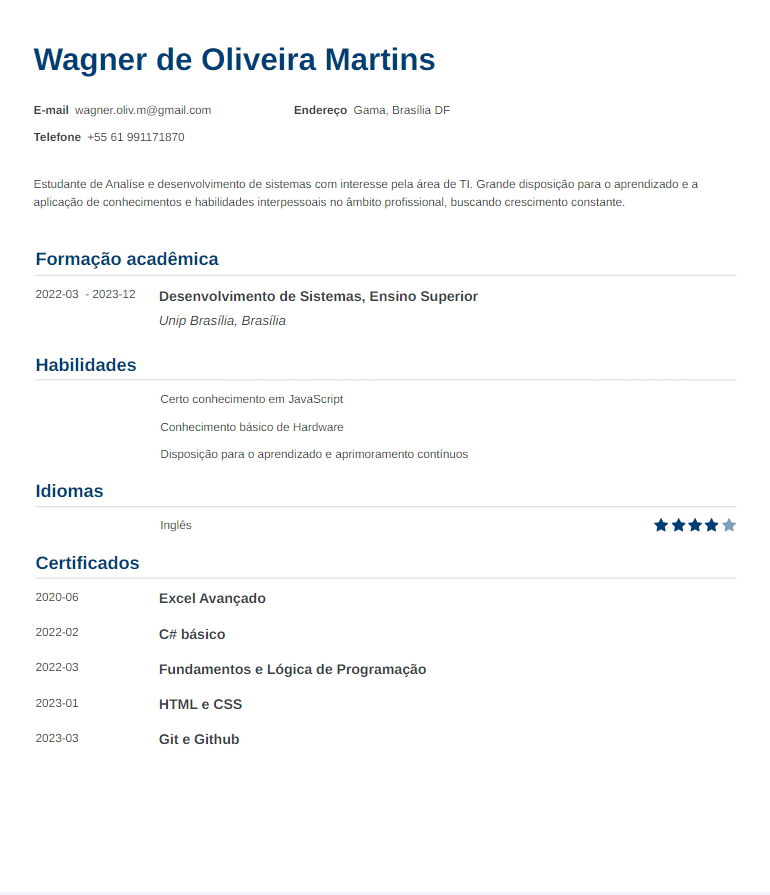 Wagner de Oliveira Martins
E-mail wagner.oliv.m@gmail.com
Endereço Gama, Brasília DF
Telefone +55 61 991171870
Estudante de Analíse e desenvolvimento de sistemas com interesse pela área de TI. Grande disposição para o aprendizado e a
aplicação de conhecimentos e habilidades interpessoais no âmbito profissional, buscando crescimento constante.
Formação acadêmica
2022-03 - 2023-12
Desenvolvimento de Sistemas, Ensino Superior
Unip Brasília, Brasília
Habilidades
Certo conhecimento em JavaScript
Conhecimento básico de Hardware
Disposição para o aprendizado e aprimoramento contínuos
Idiomas
Inglês
Certificados
2020-06 Excel Avançado
2022-02 C# básico
2022-03 Fundamentos e Lógica de Programação
2023-01 HTML e CSS
2023-03 Git e Github